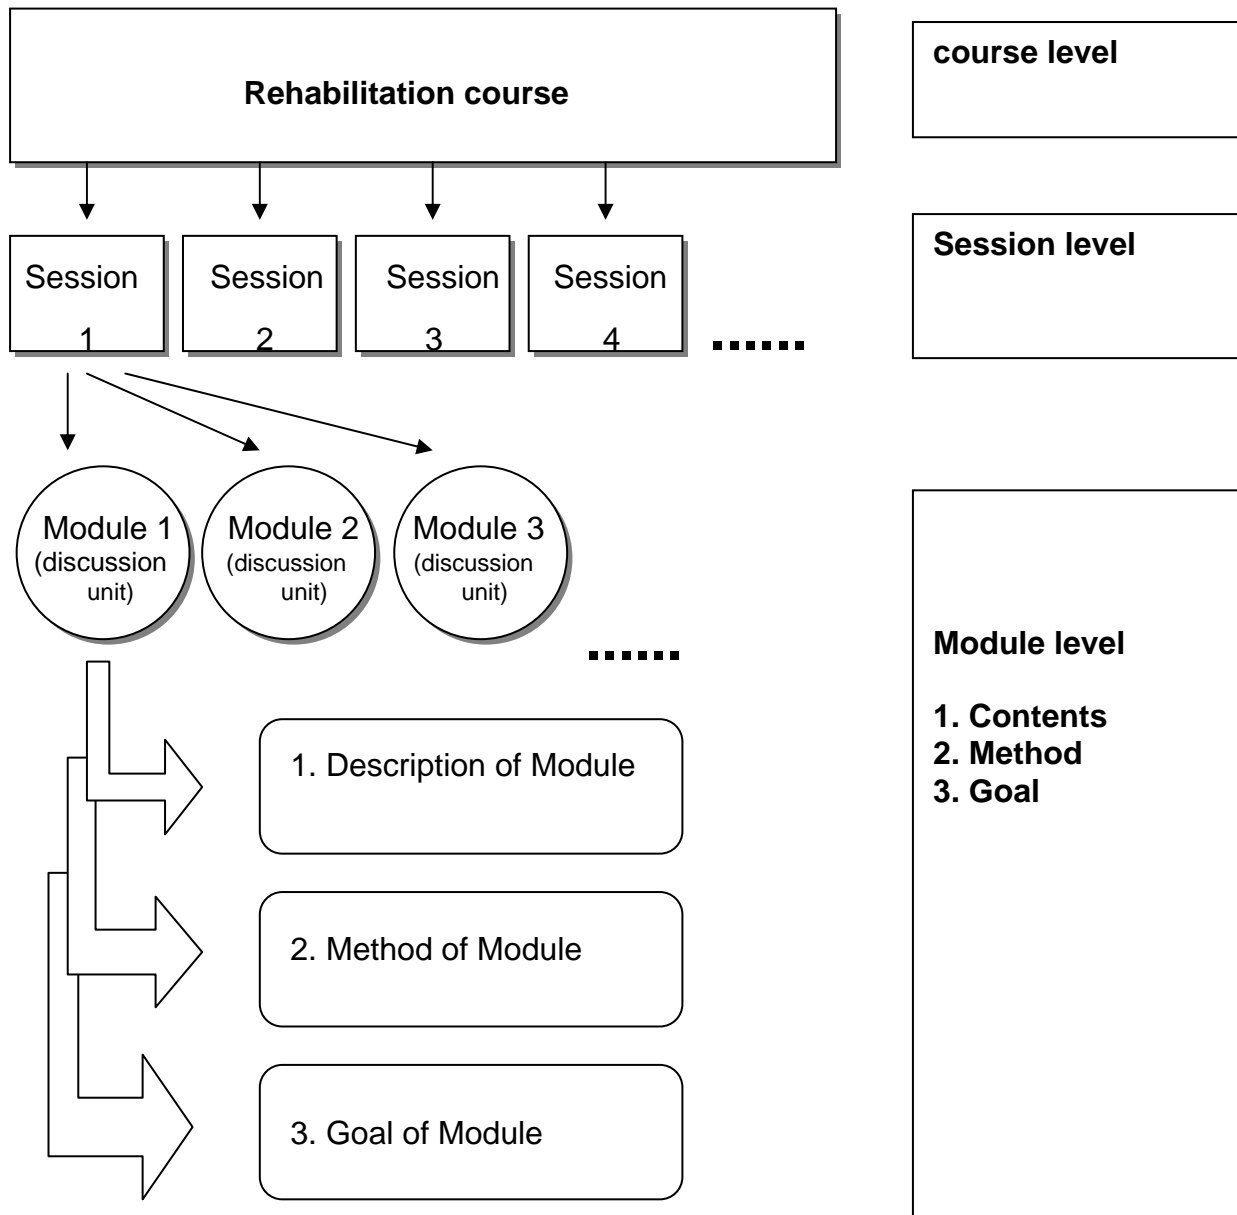 Rehabilitation course
course level
Session
1
Session
2
Session
3
Session
4
......
Session level
Module 1
(discussion
unit)
Module 2
(discussion
unit)
Module 3
(discussion
unit)
......
Module level
1. Contents
2. Method
3. Goal
1. Description of Module
2. Method of Module
3. Goal of Module